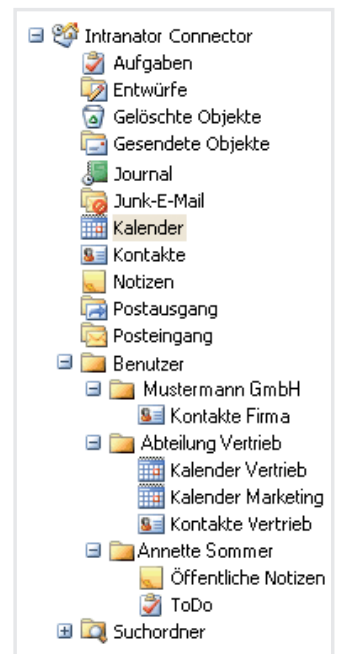 Intranator Connector
Aufgaben
Entwürfe
Gelöschte Objekte
Gesendete Objekte
Journal
Junk-E-Mail
Kalender
Kontakte
Notizen
Postausgang
Posteingang
Benutzer
Mustermann GmbH
Kontakte Firma
Abteilung Vertrieb
Kalender Vertrieb
Kalender Marketing
Kontakte Vertrieb
Annette Sommer
Öffentliche Notizen
ToDo
Suchordner